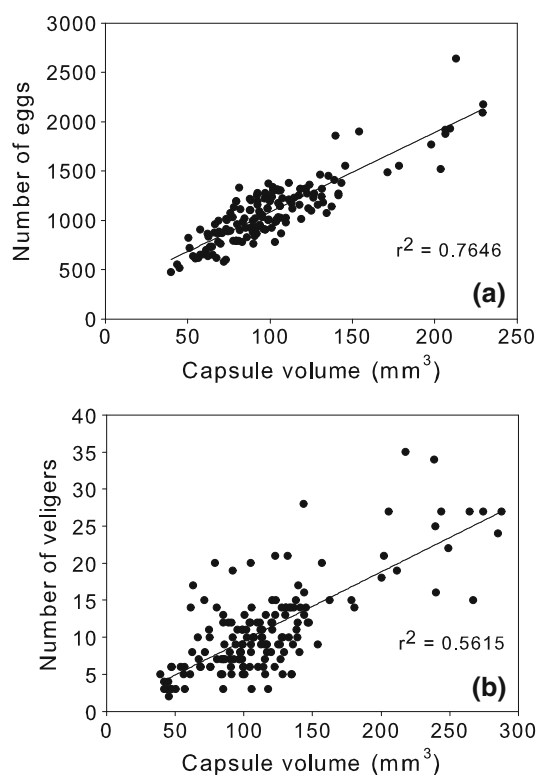 3000
2500
2000
1500
1000
500
0
Number of eggs
r² = 0.7646
(a)
0 50 100 150 200 250
Capsule volume (mm³)
40
35
30
25
20
15
10
5
0
Number of veligers
r² = 0.5615
(b)
0 50 100 150 200 250 300
Capsule volume (mm³)